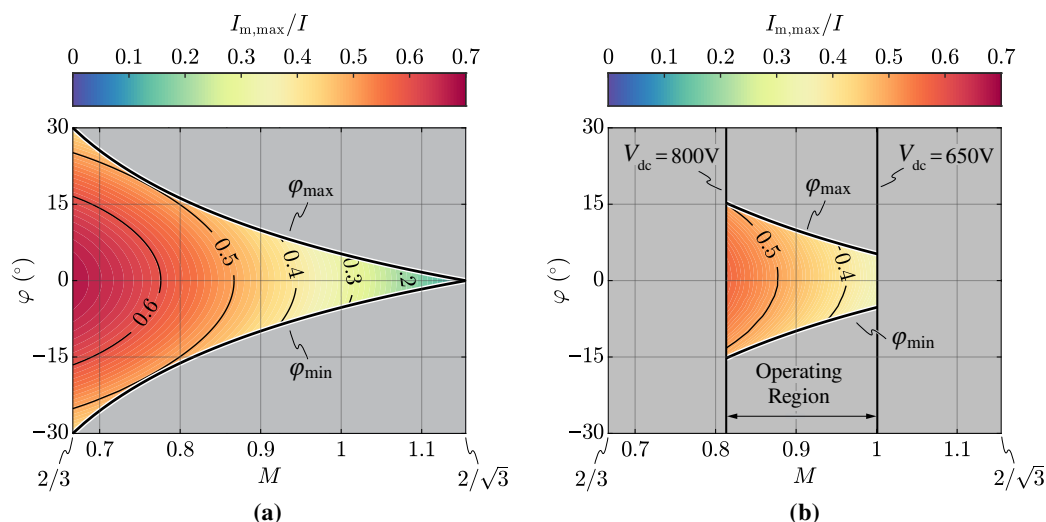 I_m,max/I
0 0.1 0.2 0.3 0.4 0.5 0.6 0.7
30
15
0
−15
−30
φ (°)
φ_max
φ_min
0.6
0.5
0.4
0.3
.2
0.7 0.8 0.9 1 1.1
2/3 M 2/√3
(a)
I_m,max/I
0 0.1 0.2 0.3 0.4 0.5 0.6 0.7
30
15
0
−15
−30
φ (°)
V_dc = 800V
V_dc = 650V
φ_max
φ_min
0.5
0.4
Operating
Region
0.7 0.8 0.9 1 1.1
2/3 M 2/√3
(b)